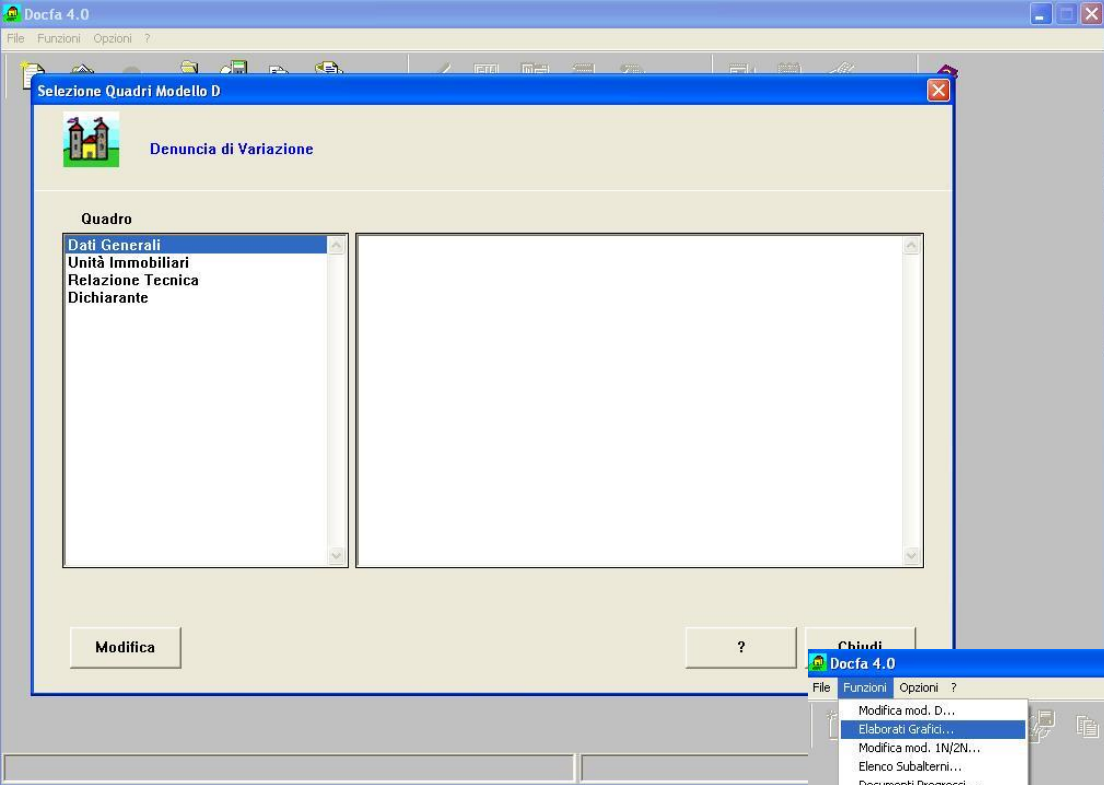 Docfa 4.0
File Funzioni Opzioni ?
Selezione Quadri Modello D
Denuncia di Variazione
Quadro
Dati Generali
Unità Immobiliari
Relazione Tecnica
Dichiarante
Modifica
?
Chiudi
Docfa 4.0
File Funzioni Opzioni ?
Modifica mod. D...
Elaborati Grafici...
Modifica mod. 1N/2N...
Elenco Subalterni...